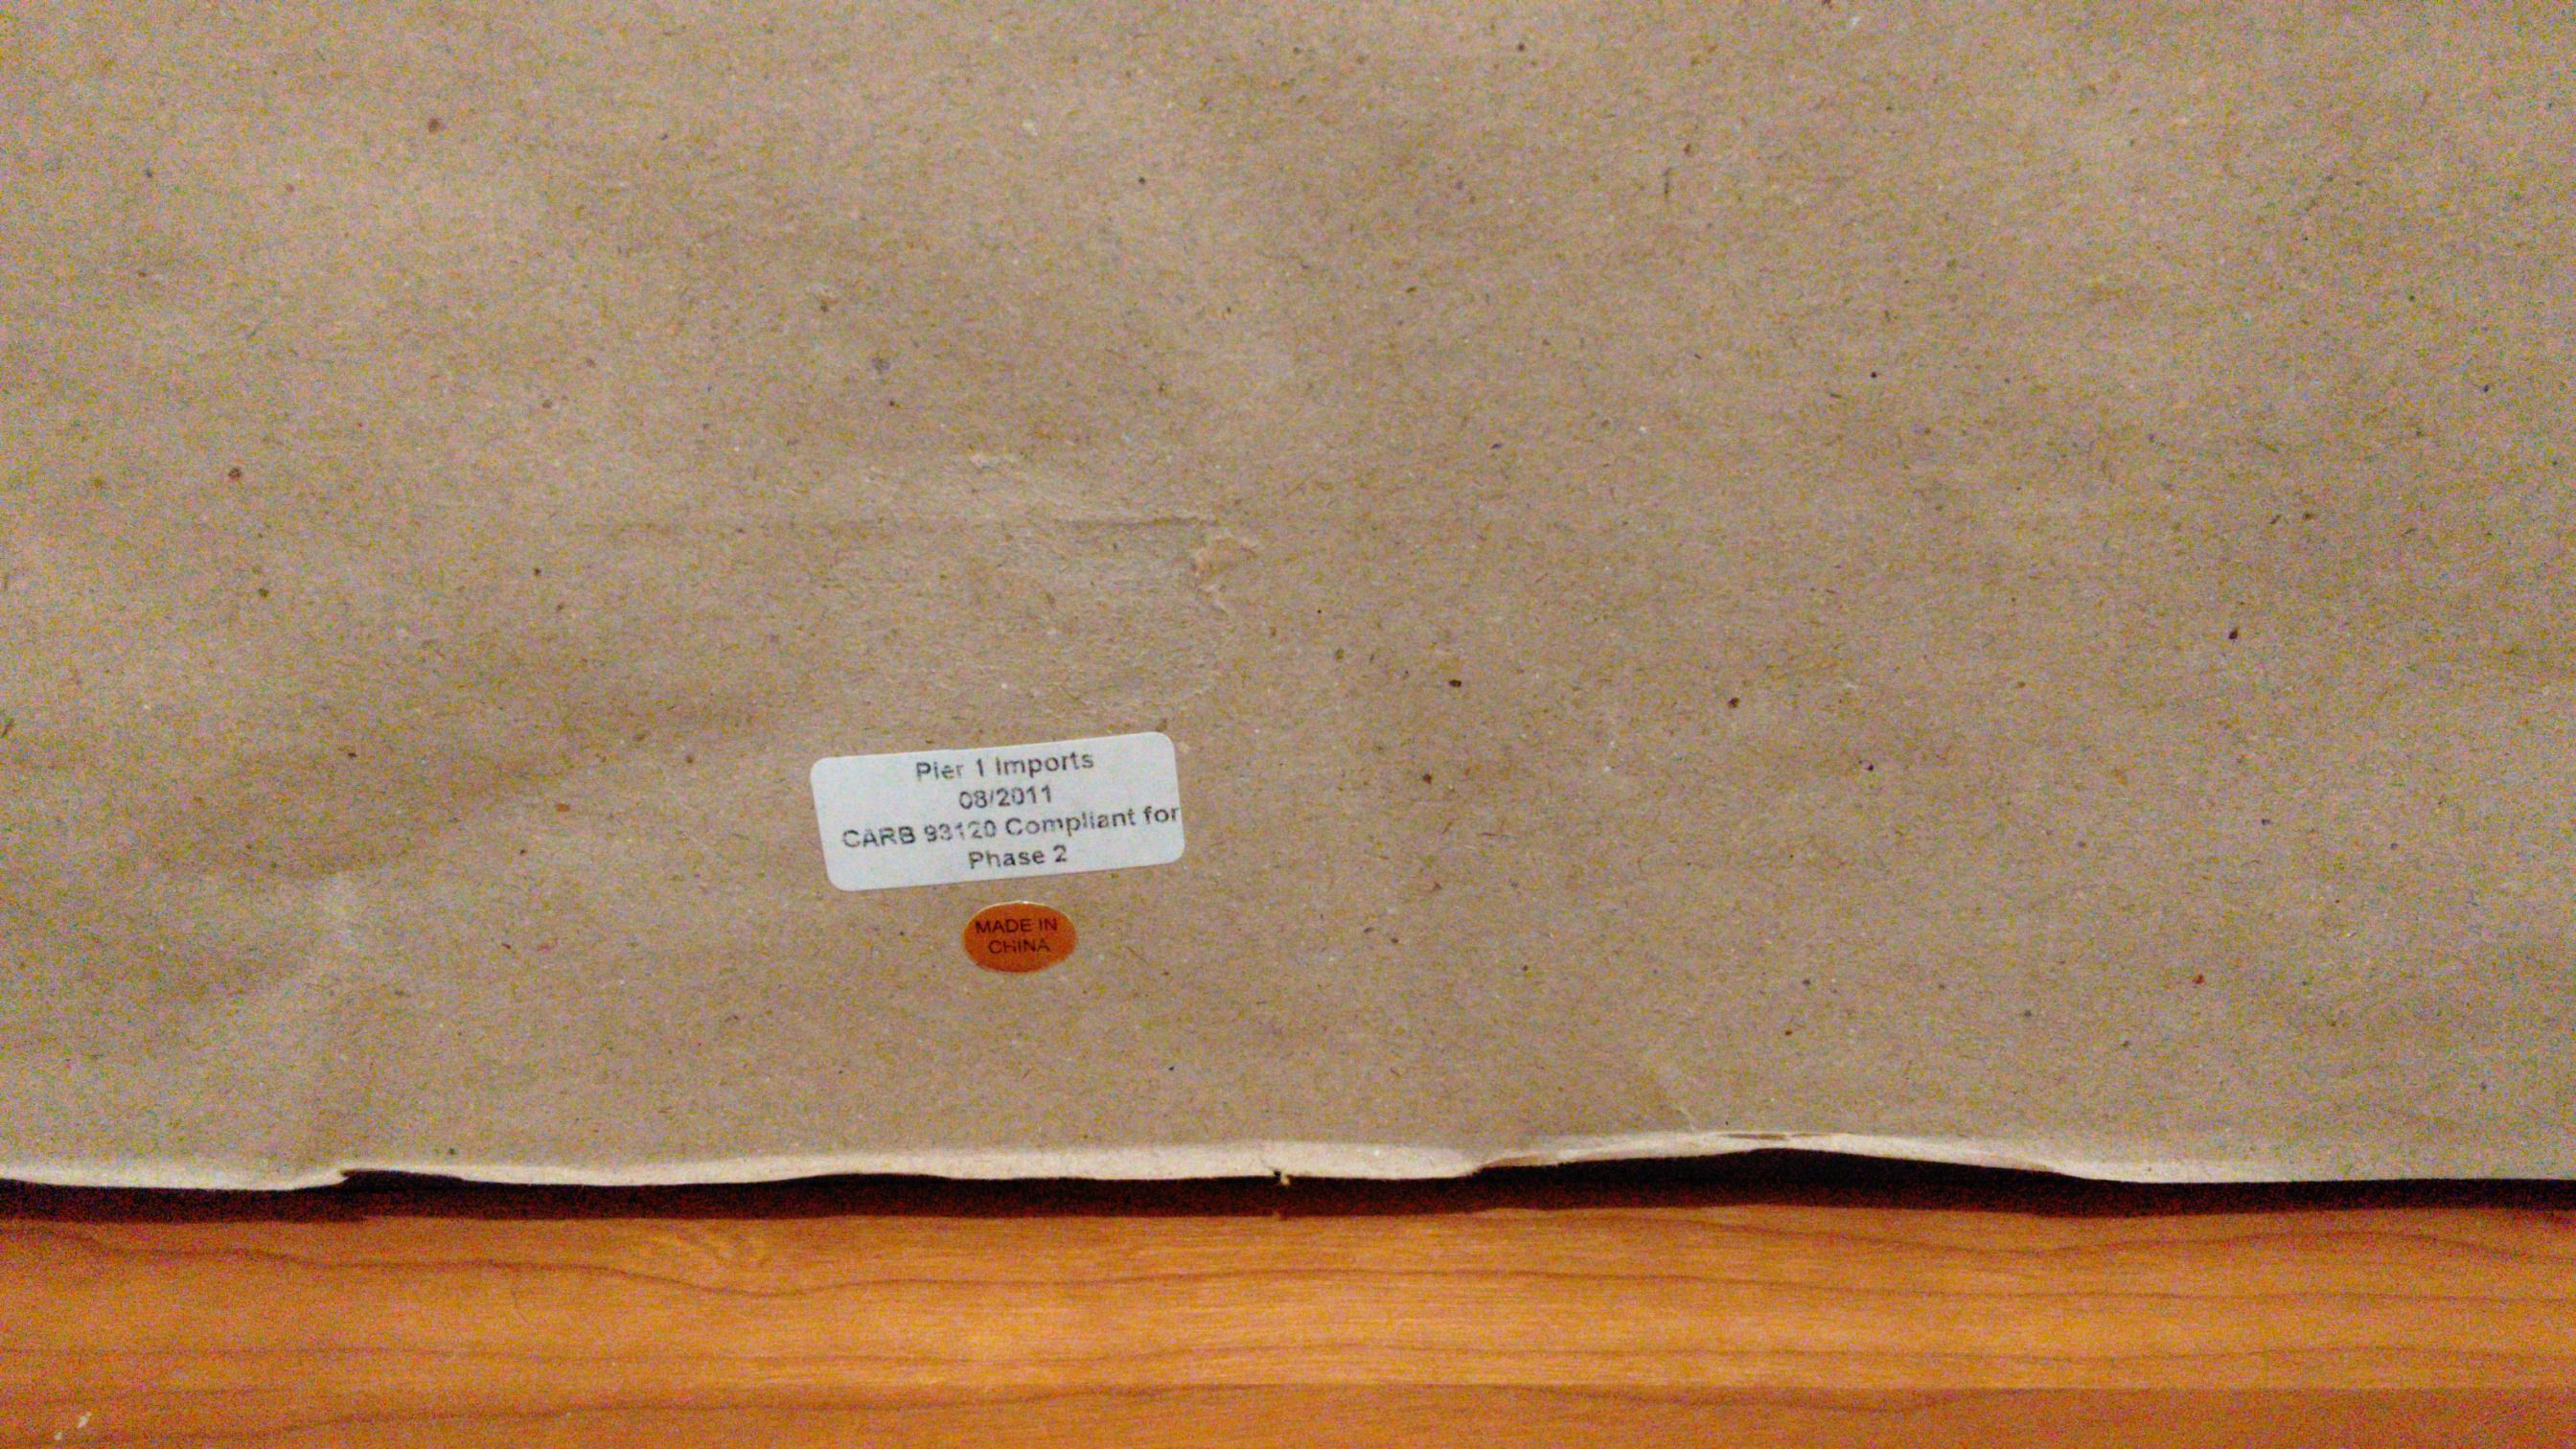 Pier 1 Imports
08/2011
CARB 93120 Compliant for
Phase 2
MADE IN
CHINA